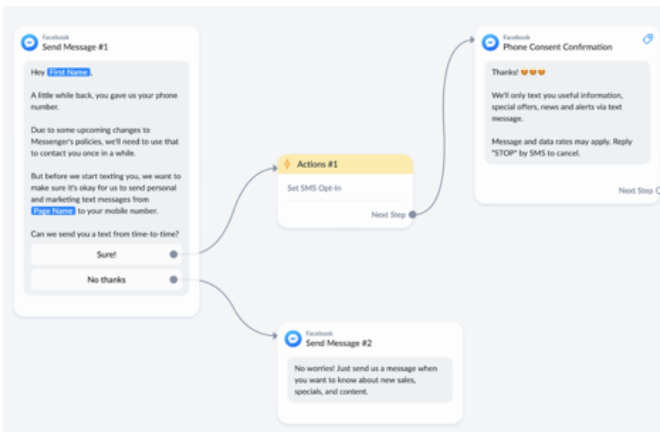 Facebook
Send Message #1
Hey First Name,
A little while back, you gave us your phone
number.
Due to some upcoming changes to
Messenger's policies, we'll need to use that
to contact you once in a while.
But before we start texting you, we want to
make sure it's okay for us to send personal
and marketing text messages from
Page Name to your mobile number.
Can we send you a text from time-to-time?
Sure!
No thanks
Actions #1
Set SMS Opt-In
Next Step
Facebook
Phone Consent Confirmation
Thanks! 😍😍😍
We'll only text you useful information,
special offers, news and alerts via text
message.
Message and data rates may apply. Reply
"STOP" by SMS to cancel.
Next Step
Facebook
Send Message #2
No worries! Just send us a message when
you want to know about new sales,
specials, and content.